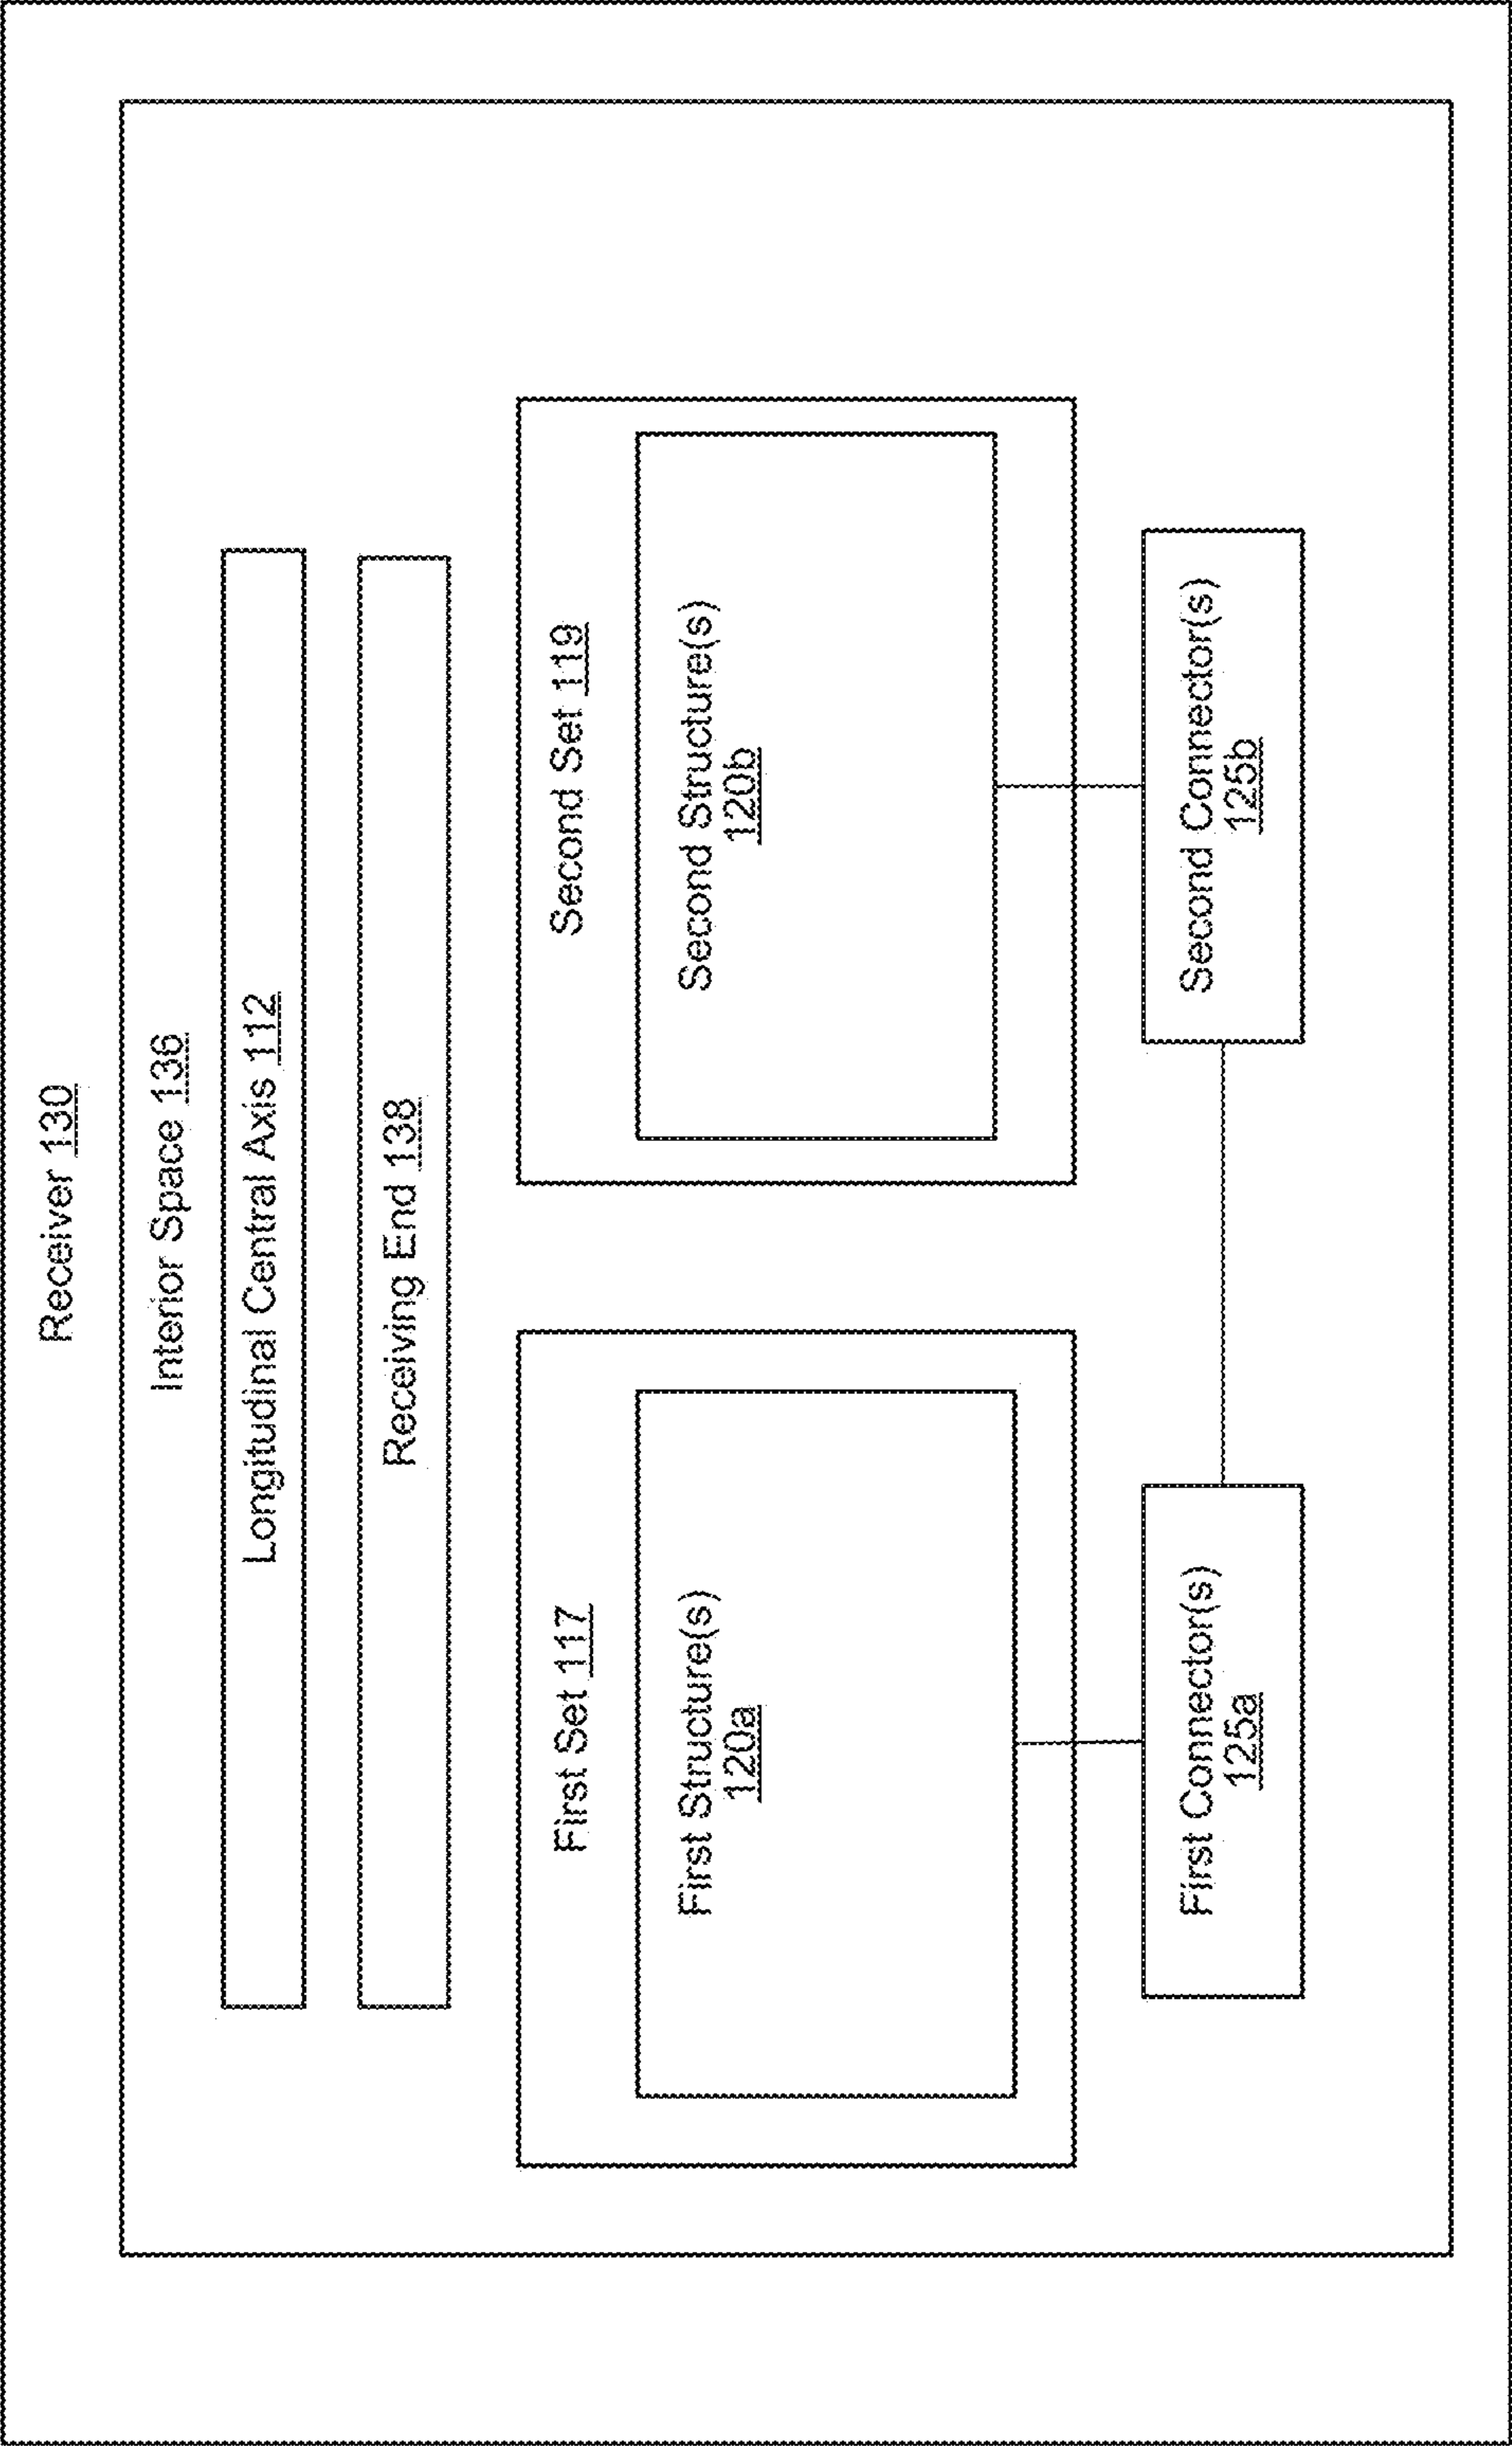 Receiver 130
Interior Space 136
Longitudinal Central Axis 112
Receiving End 138
First Set 117
First Structure(s)
120a
First Connector(s)
125a
Second Set 119
Second Structure(s)
120b
Second Connector(s)
125b